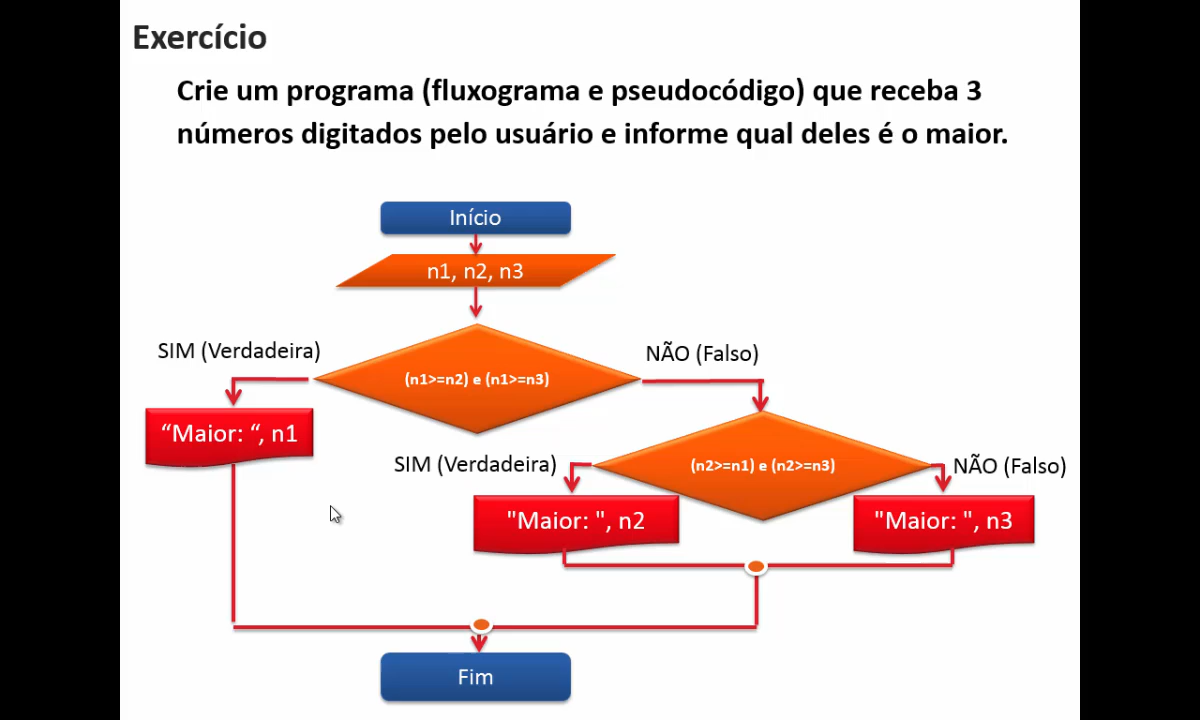 Exercício
Crie um programa (fluxograma e pseudocódigo) que receba 3
números digitados pelo usuário e informe qual deles é o maior.
Início
n1, n2, n3
SIM (Verdadeira)
NÃO (Falso)
(n1>=n2) e (n1>=n3)
“Maior: “, n1
SIM (Verdadeira)
(n2>=n1) e (n2>=n3)
NÃO (Falso)
"Maior: ", n2
"Maior: ", n3
Fim